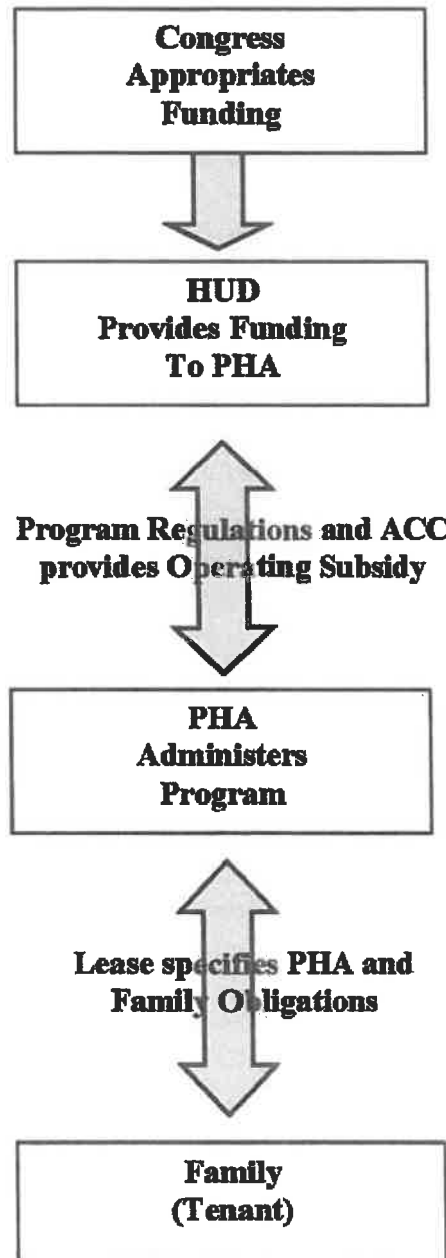 Congress
Appropriates
Funding
HUD
Provides Funding
To PHA
Program Regulations and ACC
provides Operating Subsidy
PHA
Administers
Program
Lease specifies PHA and
Family Obligations
Family
(Tenant)